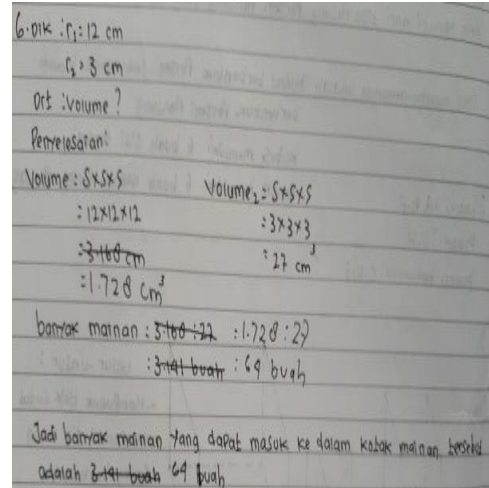 6. Dik : r₁ : 12 cm
r₂ : 3 cm
Dit : Volume ?
Penyelesaian:
Volume : S×S×S Volume₂ : S×S×S
: 12×12×12 : 3×3×3
: 3.168 cm : 27 cm³
: 1.728 cm³
banyak mainan : 3.168 : 27 : 1.728 : 27
: 3.141 buah : 64 buah
Jadi banyak mainan yang dapat masuk ke dalam kotak mainan tersebut
adalah 3.141 buah 64 buah